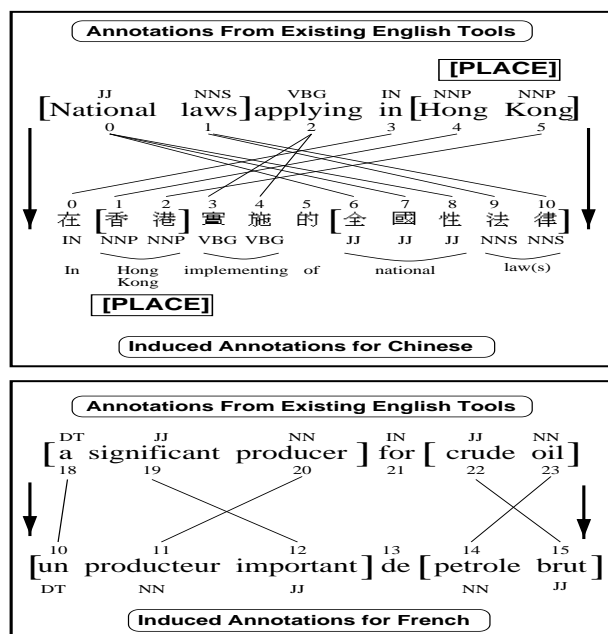 Annotations From Existing English Tools
[PLACE]
JJ NNS VBG IN NNP NNP
[National laws] applying in [Hong Kong]
0 1 2 3 4 5
0 1 2 3 4 5 6 7 8 9 10
在 [香 港] 實 施 的 [全 國 性 法 律]
IN NNP NNP VBG VBG JJ JJ JJ NNS NNS
In Hong Kong implementing of national law(s)
[PLACE]
Induced Annotations for Chinese
Annotations From Existing English Tools
DT JJ NN IN JJ NN
[a significant producer] for [crude oil]
18 19 20 21 22 23
10 11 12 13 14 15
[un producteur important] de [petrole brut]
DT NN JJ NN JJ
Induced Annotations for French